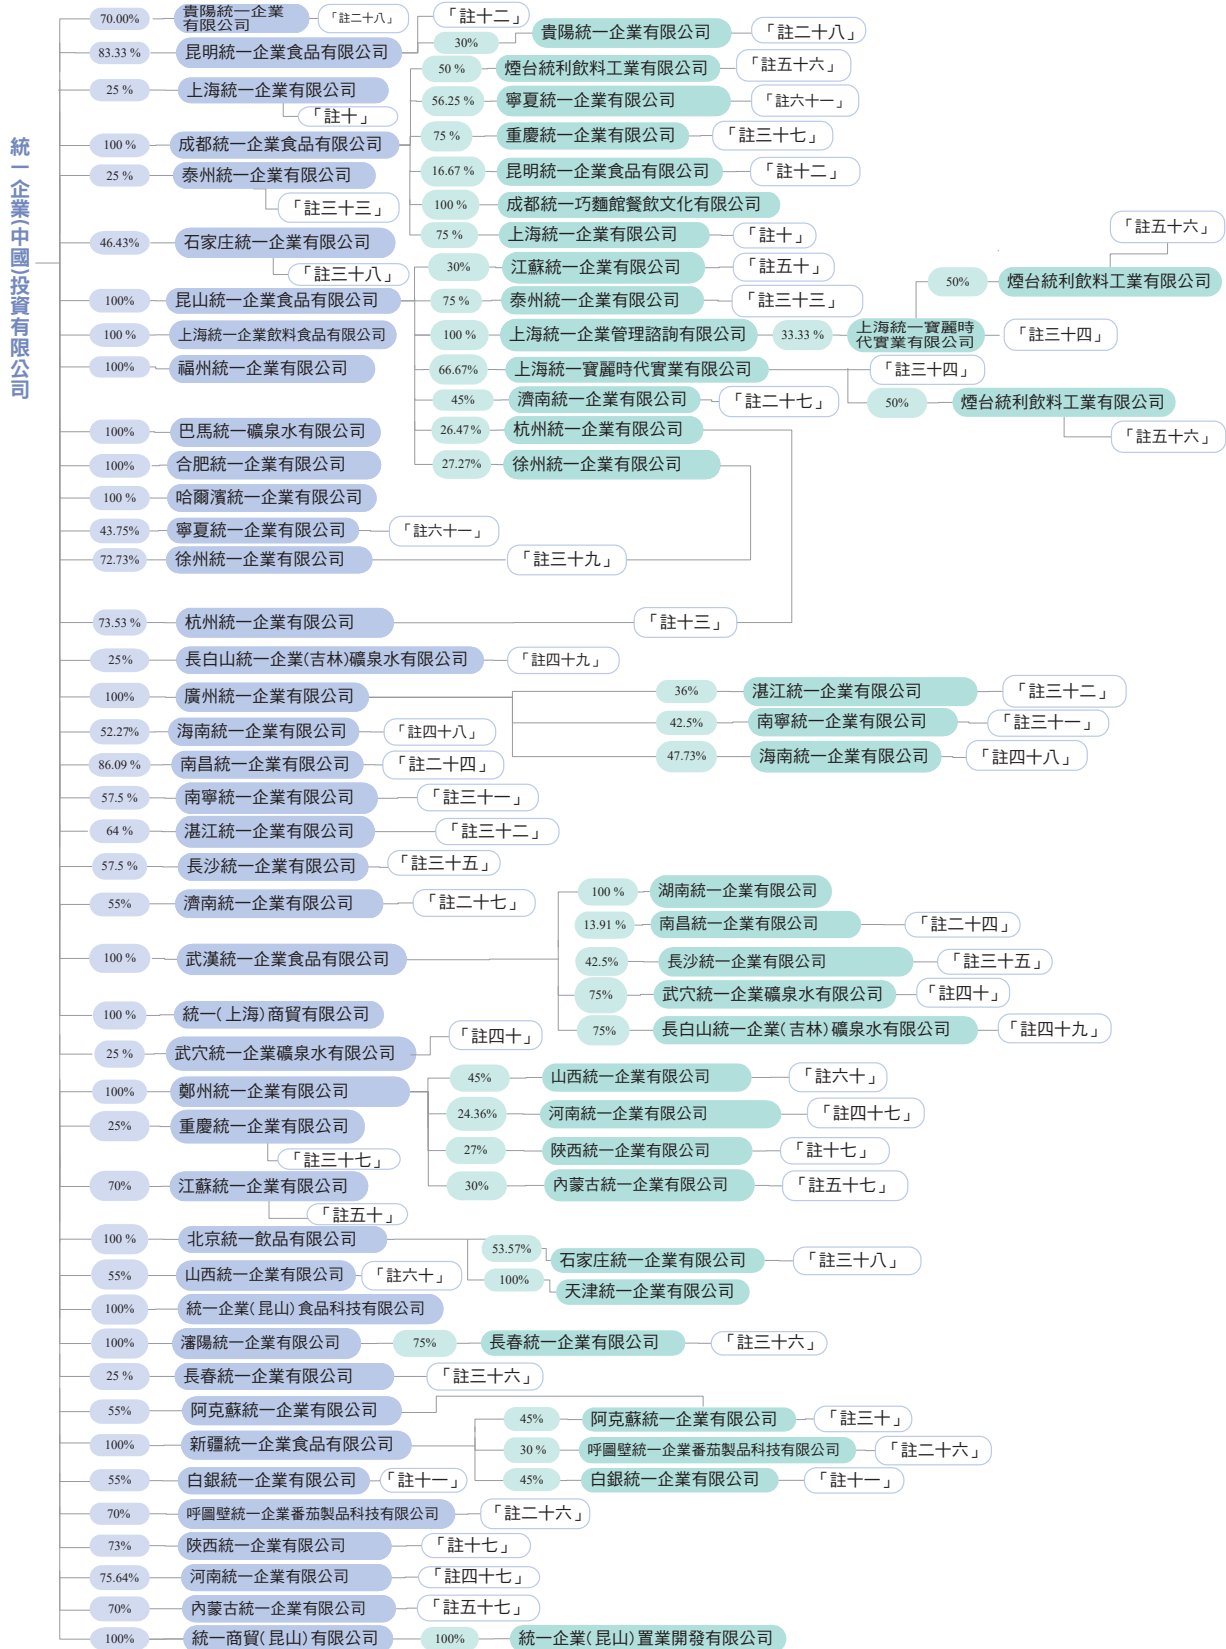 統一企業(中國)投資有限公司
70.00% 貴陽統一企業
有限公司 「註二十八」 「註十二」
30% 貴陽統一企業有限公司 「註二十八」
83.33 % 昆明統一企業食品有限公司
50 % 煙台統利飲料工業有限公司 「註五十六」
25 % 上海統一企業有限公司 56.25 % 寧夏統一企業有限公司 「註六十一」
「註十」
100 % 成都統一企業食品有限公司 75 % 重慶統一企業有限公司 「註三十七」
25 % 泰州統一企業有限公司 16.67 % 昆明統一企業食品有限公司 「註十二」
「註三十三」 100 % 成都統一巧麵館餐飲文化有限公司
75 % 上海統一企業有限公司 「註十」 「註五十六」
46.43% 石家庄統一企業有限公司
「註三十八」 30% 江蘇統一企業有限公司 「註五十」 50% 煙台統利飲料工業有限公司
100% 昆山統一企業食品有限公司 75 % 泰州統一企業有限公司 「註三十三」
100 % 上海統一企業飲料食品有限公司 100 % 上海統一企業管理諮詢有限公司 33.33 % 上海統一寶麗時
代實業有限公司 「註三十四」
100% 福州統一企業有限公司 66.67% 上海統一寶麗時代實業有限公司 「註三十四」
45% 濟南統一企業有限公司 「註二十七」 50% 煙台統利飲料工業有限公司
100% 巴馬統一礦泉水有限公司 26.47% 杭州統一企業有限公司 「註五十六」
100% 合肥統一企業有限公司 27.27% 徐州統一企業有限公司
100 % 哈爾濱統一企業有限公司
43.75% 寧夏統一企業有限公司 「註六十一」
72.73% 徐州統一企業有限公司 「註三十九」
73.53 % 杭州統一企業有限公司 「註十三」
25% 長白山統一企業(吉林)礦泉水有限公司 「註四十九」
100% 廣州統一企業有限公司 36% 湛江統一企業有限公司 「註三十二」
52.27% 海南統一企業有限公司 「註四十八」 42.5% 南寧統一企業有限公司 「註三十一」
86.09 % 南昌統一企業有限公司 「註二十四」 47.73% 海南統一企業有限公司 「註四十八」
57.5 % 南寧統一企業有限公司 「註三十一」
64 % 湛江統一企業有限公司 「註三十二」
57.5 % 長沙統一企業有限公司 「註三十五」
55% 濟南統一企業有限公司 「註二十七」 100 % 湖南統一企業有限公司
13.91 % 南昌統一企業有限公司 「註二十四」
100 % 武漢統一企業食品有限公司 42.5% 長沙統一企業有限公司 「註三十五」
75% 武穴統一企業礦泉水有限公司 「註四十」
100 % 統一(上海)商貿有限公司 75% 長白山統一企業(吉林)礦泉水有限公司 「註四十九」
25 % 武穴統一企業礦泉水有限公司 「註四十」
100% 鄭州統一企業有限公司 45% 山西統一企業有限公司 「註六十」
25% 重慶統一企業有限公司 24.36% 河南統一企業有限公司 「註四十七」
「註三十七」 27% 陝西統一企業有限公司 「註十七」
70% 江蘇統一企業有限公司 30% 內蒙古統一企業有限公司 「註五十七」
「註五十」
100 % 北京統一飲品有限公司 53.57% 石家庄統一企業有限公司 「註三十八」
55% 山西統一企業有限公司 「註六十」 100% 天津統一企業有限公司
100% 統一企業(昆山)食品科技有限公司
100% 瀋陽統一企業有限公司 75% 長春統一企業有限公司 「註三十六」
25 % 長春統一企業有限公司 「註三十六」
55% 阿克蘇統一企業有限公司 45% 阿克蘇統一企業有限公司 「註三十」
100% 新疆統一企業食品有限公司 30 % 呼圖壁統一企業番茄製品科技有限公司 「註二十六」
55% 白銀統一企業有限公司 「註十一」 45% 白銀統一企業有限公司 「註十一」
70% 呼圖壁統一企業番茄製品科技有限公司 「註二十六」
73% 陝西統一企業有限公司 「註十七」
75.64% 河南統一企業有限公司 「註四十七」
70% 內蒙古統一企業有限公司 「註五十七」
100% 統一商貿(昆山)有限公司 100% 統一企業(昆山)置業開發有限公司